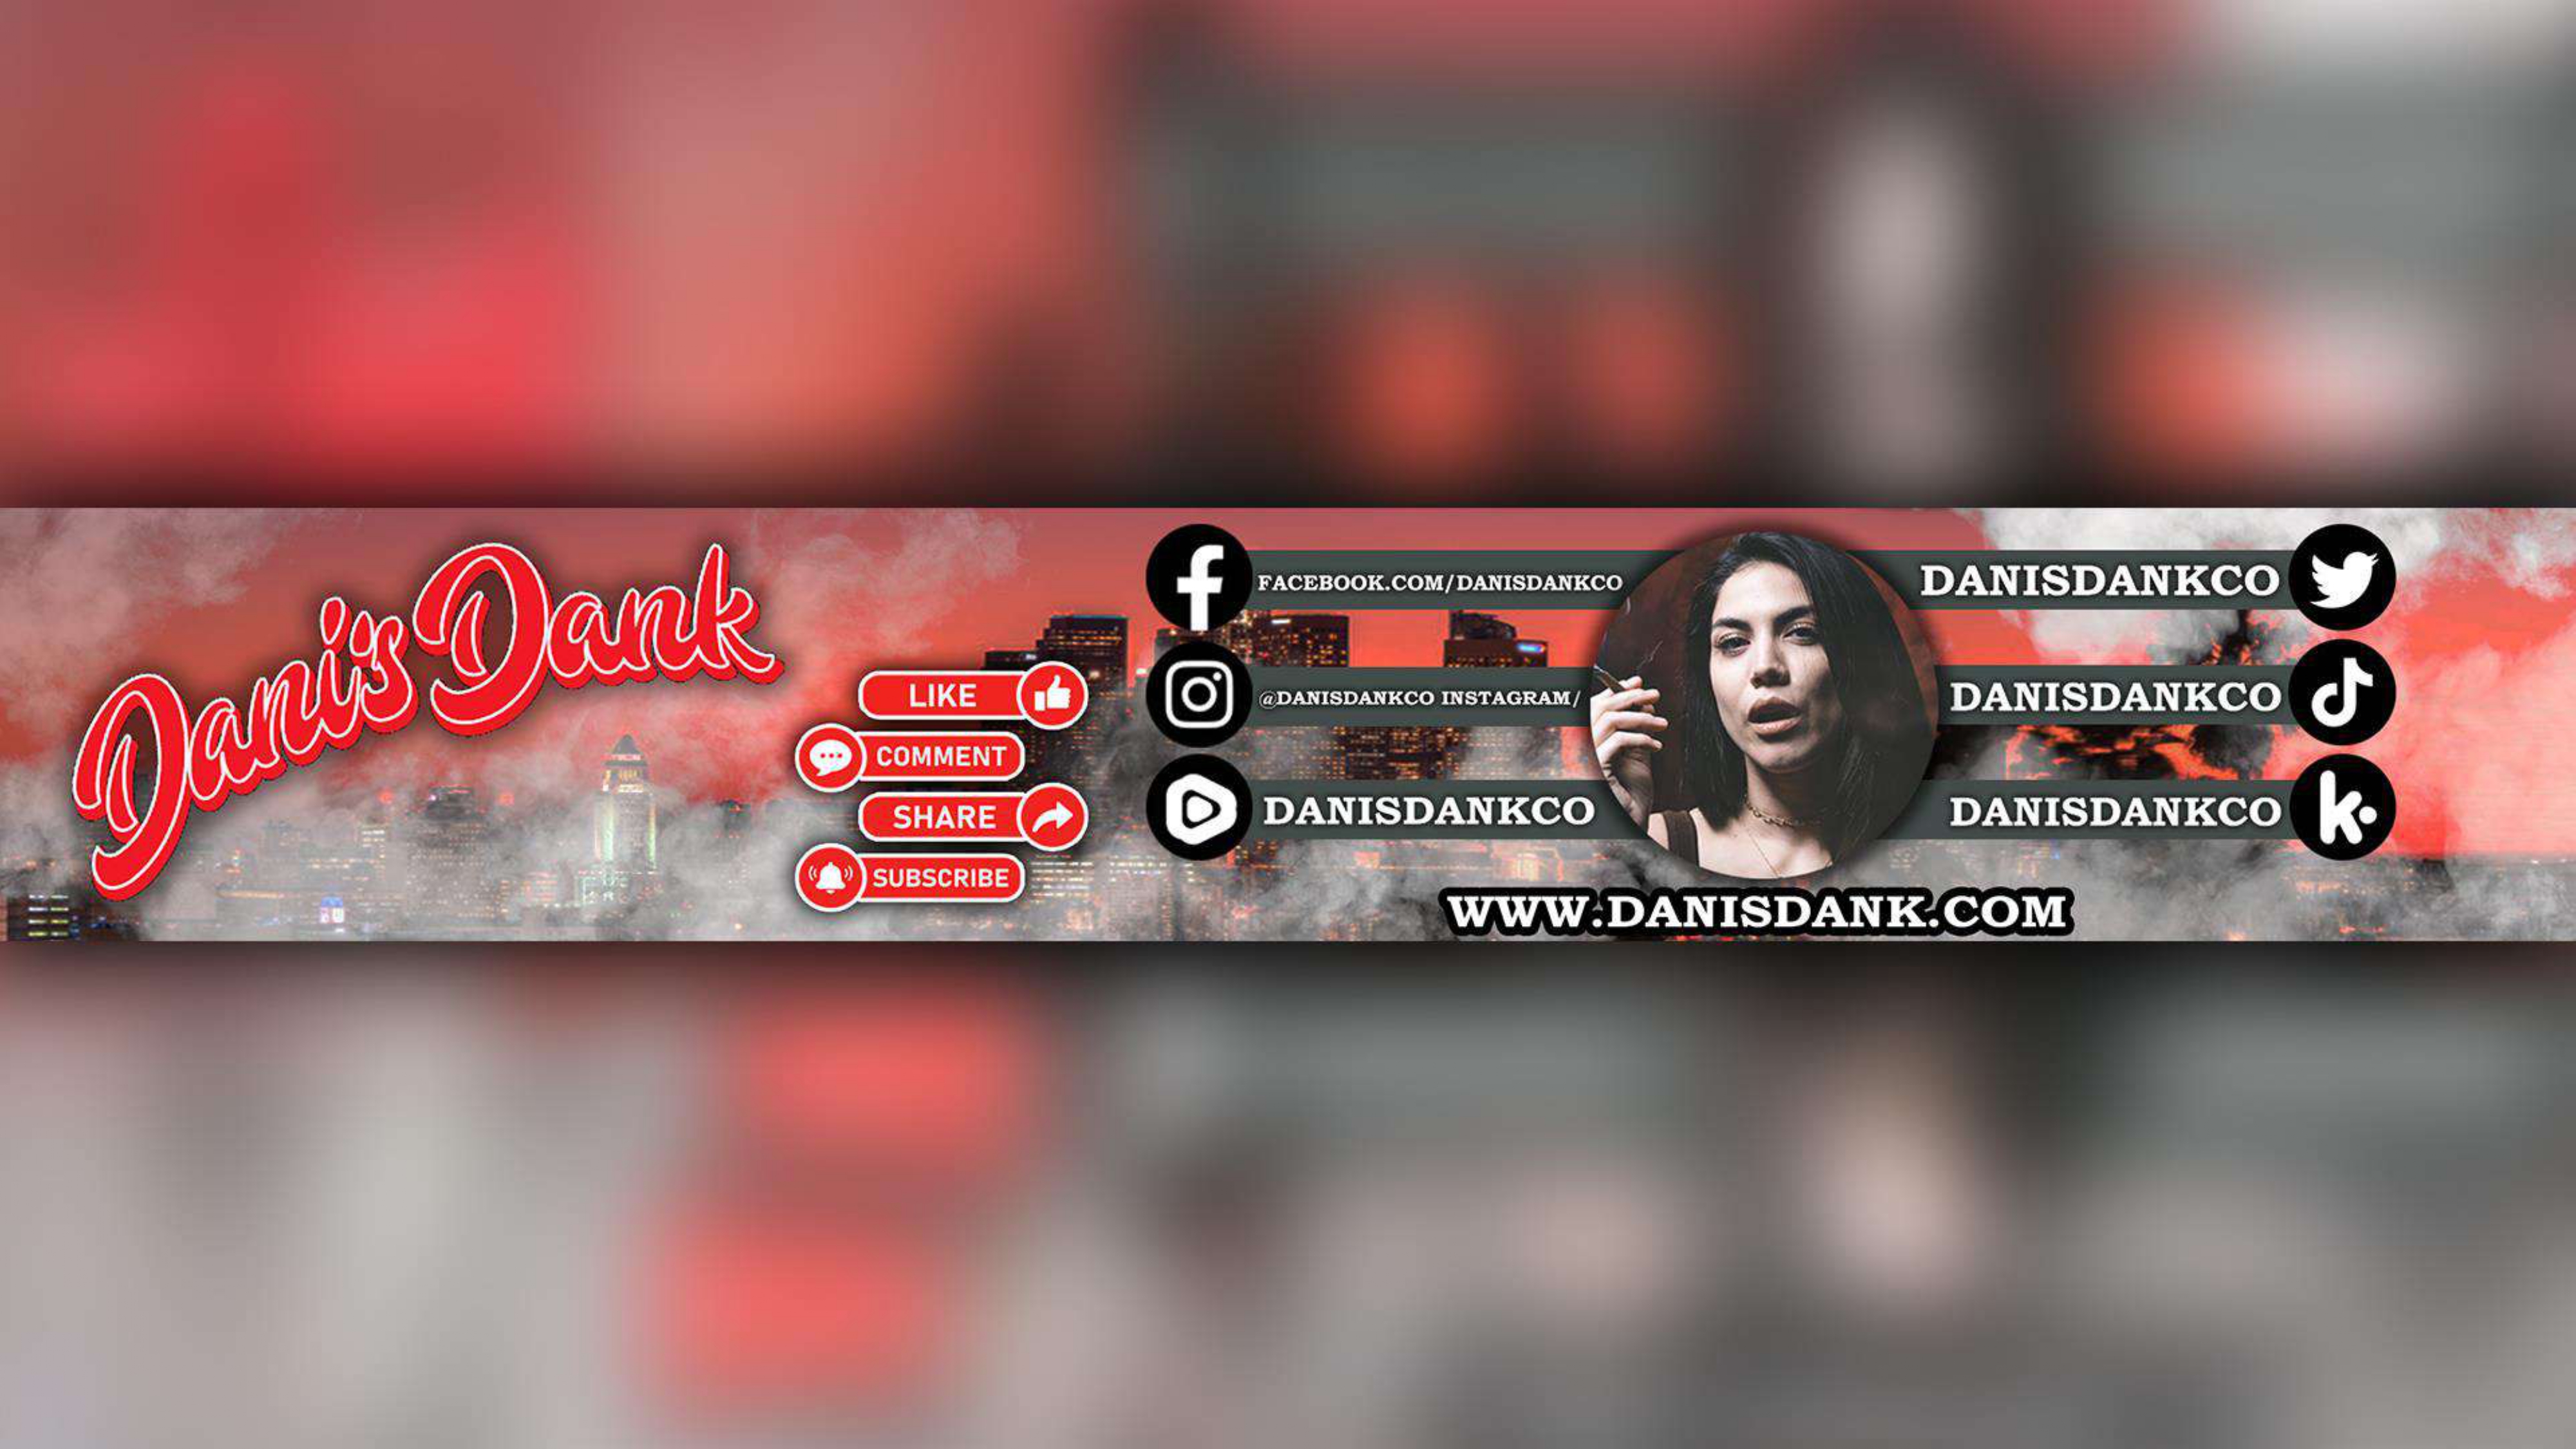 Dani's Dank
LIKE
COMMENT
SHARE
SUBSCRIBE
FACEBOOK.COM/DANISDANKCO
@DANISDANKCO INSTAGRAM/
DANISDANKCO
DANISDANKCO
DANISDANKCO
DANISDANKCO
WWW.DANISDANK.COM